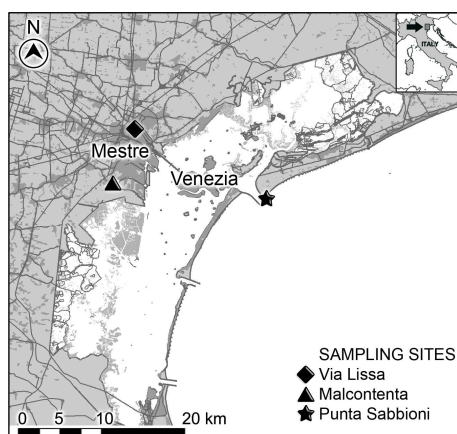 N
ITALY
Mestre
Venezia
SAMPLING SITES
Via Lissa
Malcontenta
Punta Sabbioni
0 5 10 20 km